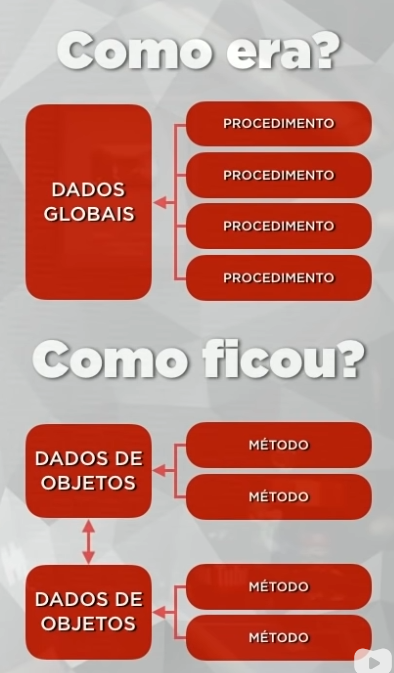 Como era?
DADOS
GLOBAIS
PROCEDIMENTO
PROCEDIMENTO
PROCEDIMENTO
PROCEDIMENTO
Como ficou?
DADOS DE
OBJETOS
MÉTODO
MÉTODO
DADOS DE
OBJETOS
MÉTODO
MÉTODO